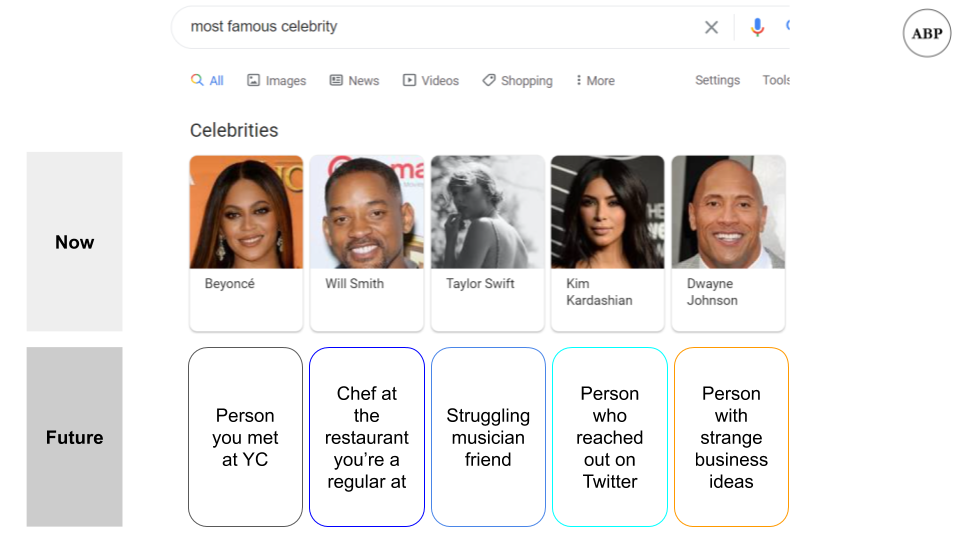 most famous celebrity
ABP
All Images News Videos Shopping More Settings Tools
Celebrities
Now
Beyoncé
Will Smith
Taylor Swift
Kim
Kardashian
Dwayne
Johnson
Future
Person
you met
at YC
Chef at
the
restaurant
you’re a
regular at
Struggling
musician
friend
Person
who
reached
out on
Twitter
Person
with
strange
business
ideas